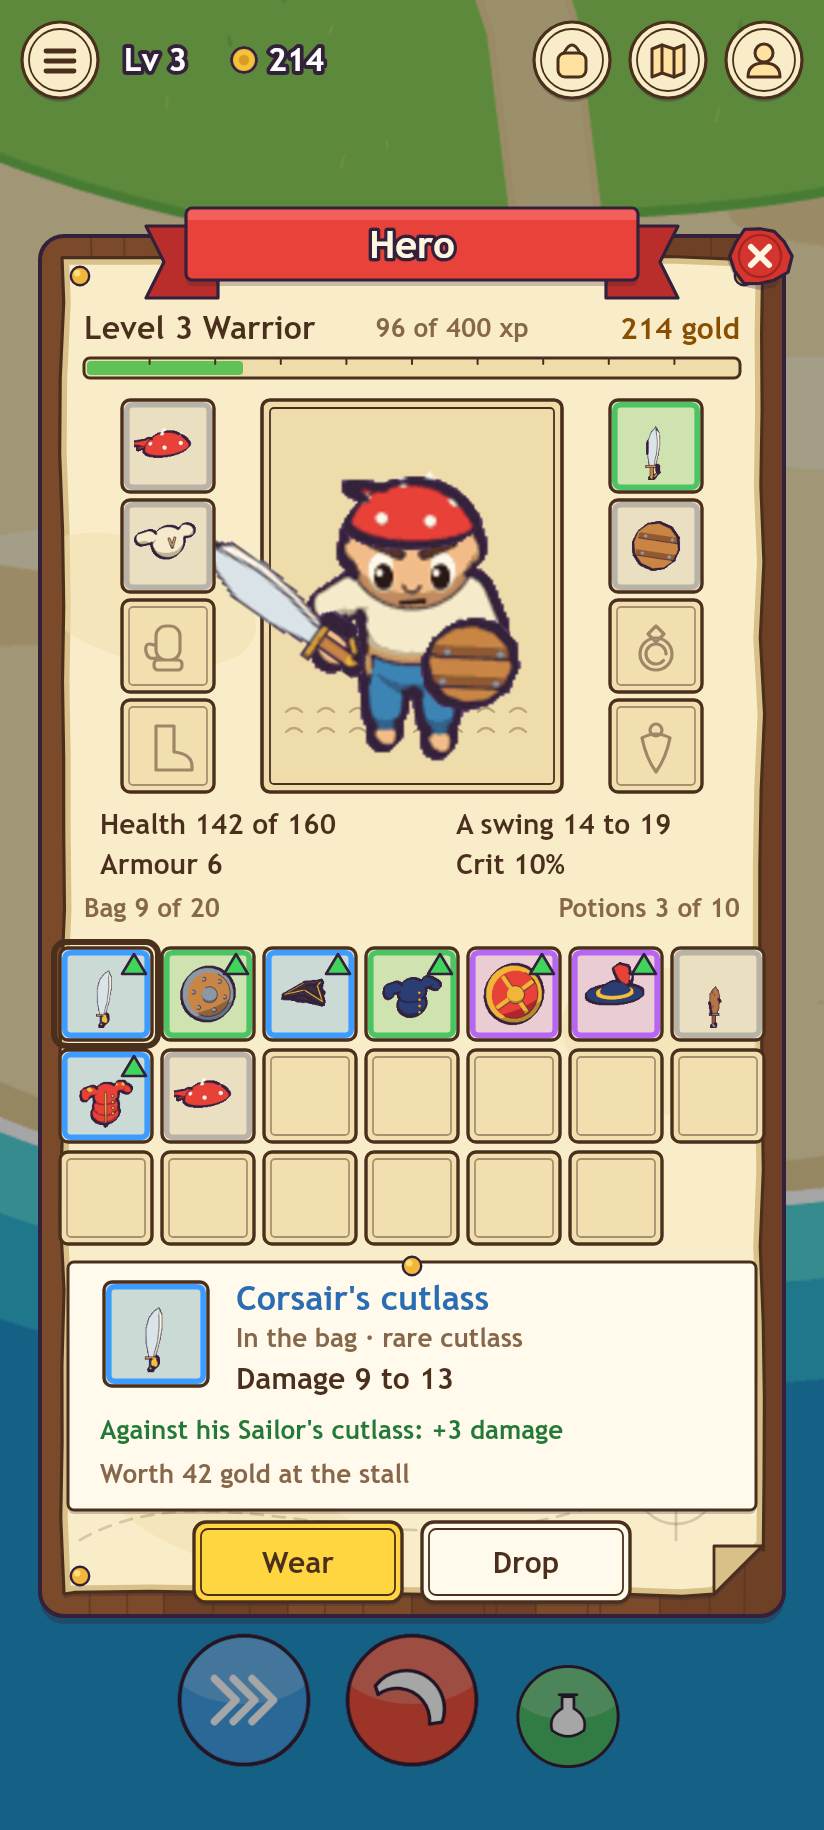 Lv 3
214
Hero
Level 3 Warrior
96 of 400 xp
214 gold
Health 142 of 160
A swing 14 to 19
Armour 6
Crit 10%
Bag 9 of 20
Potions 3 of 10
Corsair's cutlass
In the bag · rare cutlass
Damage 9 to 13
Against his Sailor's cutlass: +3 damage
Worth 42 gold at the stall
Wear
Drop